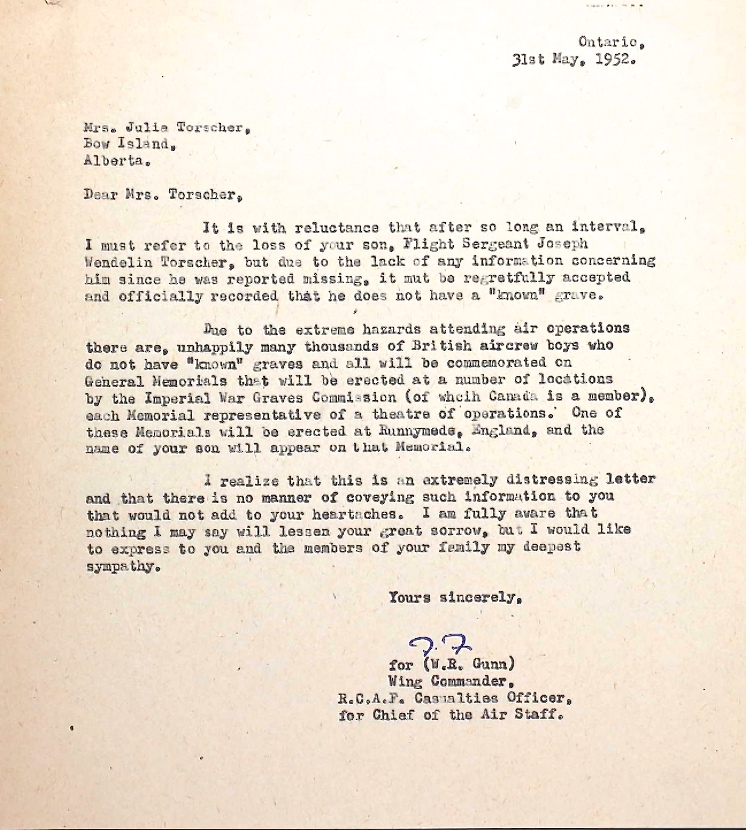 Ontario,
31st May, 1952.
Mrs. Julia Torscher,
Bow Island,
Alberta.
Dear Mrs. Torscher,
It is with reluctance that after so long an interval,
I must refer to the loss of your son, Flight Sergeant Joseph
Wendelin Torscher, but due to the lack of any information concerning
him since he was reported missing, it mut be regretfully accepted
and officially recorded that he does not have a "known" grave.
Due to the extreme hazards attending air operations
there are, unhappily many thousands of British aircrew boys who
do not have "known" graves and all will be commemorated on
General Memorials that will be erected at a number of locations
by the Imperial War Graves Commission (of whcih Canada is a member),
each Memorial representative of a theatre of operations. One of
these Memorials will be erected at Runnymede, England, and the
name of your son will appear on that Memorial.
I realize that this is an extremely distressing letter
and that there is no manner of coveying such information to you
that would not add to your heartaches. I am fully aware that
nothing I may say will lessen your great sorrow, but I would like
to express to you and the members of your family my deepest
sympathy.
Yours sincerely,
for (W.R. Gunn)
Wing Commander,
R.C.A.F. Casualties Officer,
for Chief of the Air Staff.